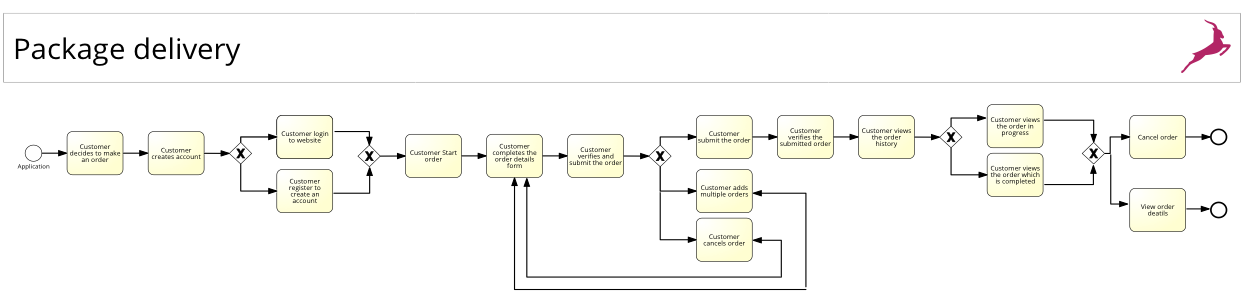 Package delivery
Application
Customer
decides to make
an order
Customer
creates account
X
Customer login
to website
Customer
register to
create an
account
X
Customer Start
order
Customer
completes the
order details
form
Customer
verifies and
submit the order
X
Customer
submit the order
Customer adds
multiple orders
Customer
cancels order
Customer
verifies the
submitted order
Customer views
the order
history
X
Customer views
the order in
progress
Customer views
the order which
is completed
X
Cancel order
View order
deatils